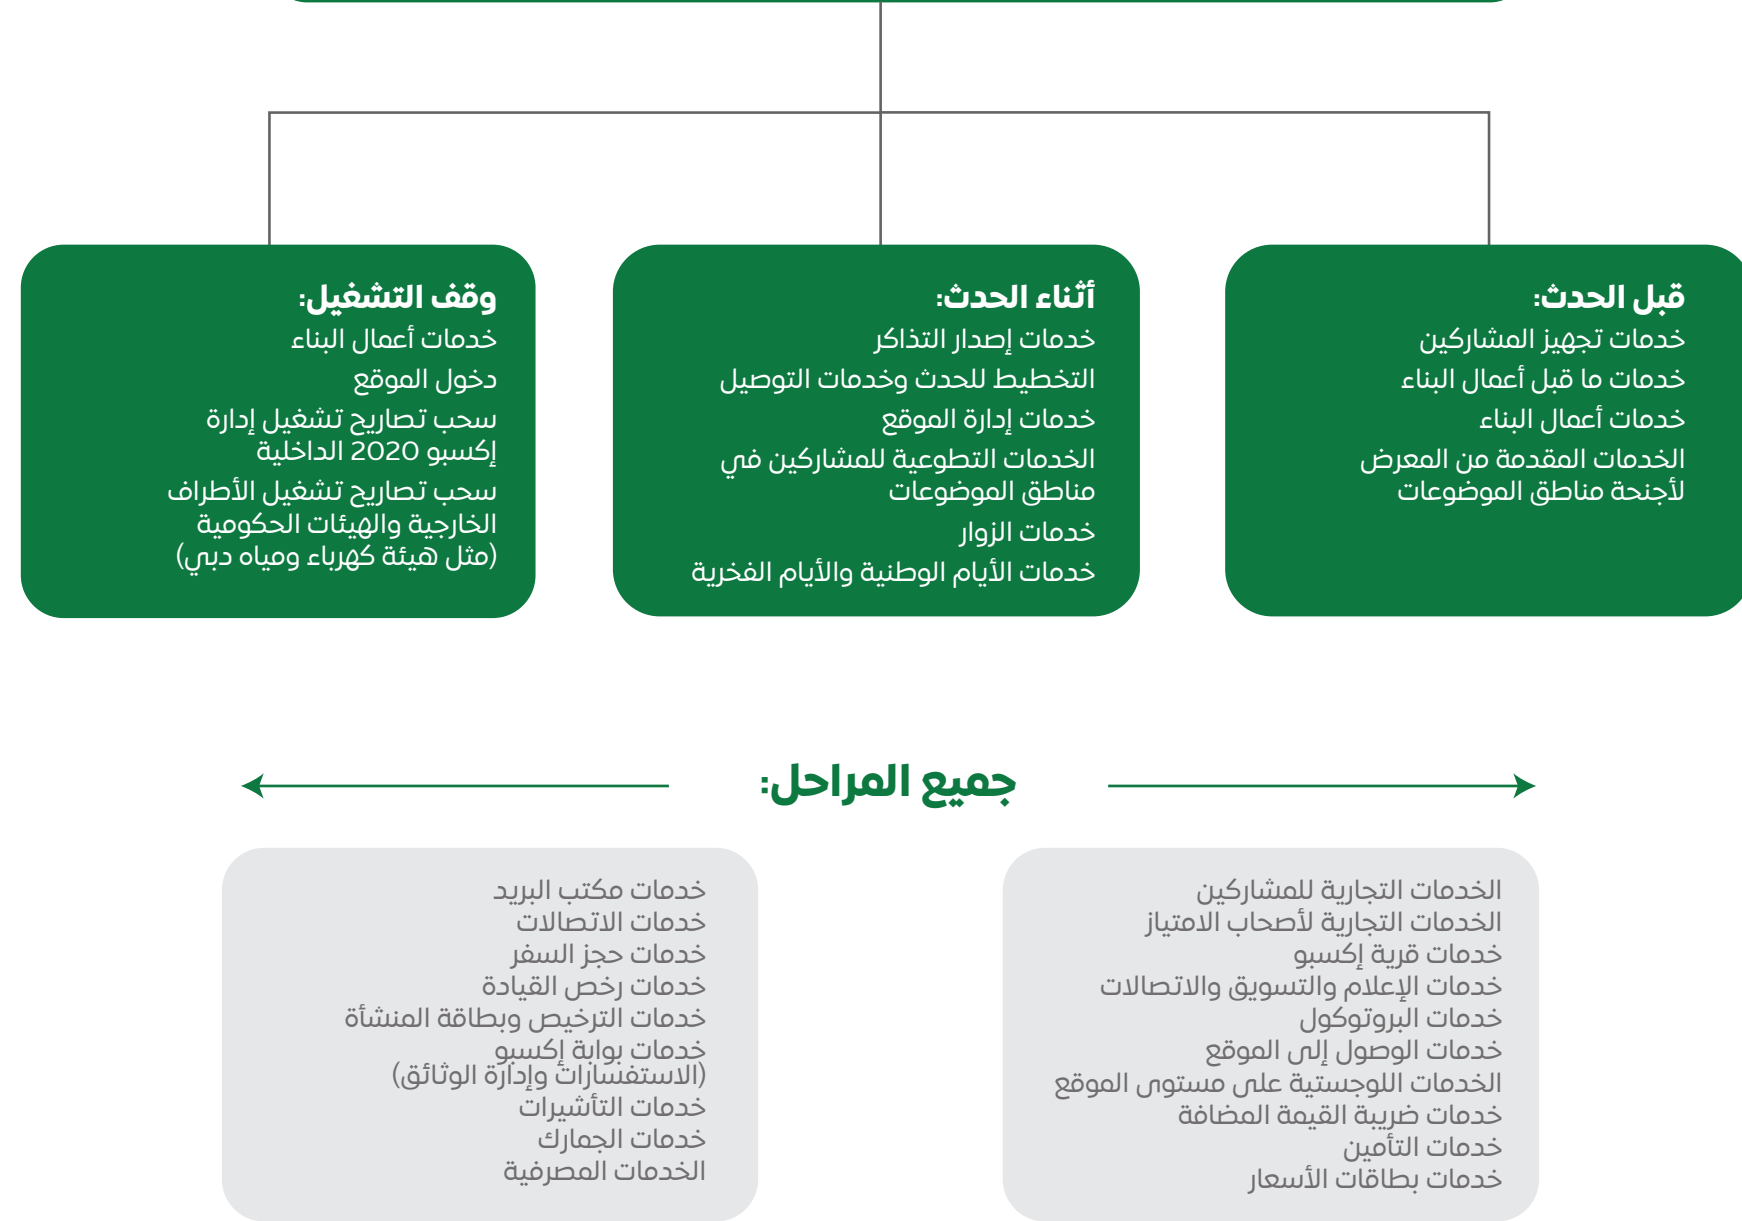 قبل الحدث:
خدمات تجهيز المشاركين
خدمات ما قبل أعمال البناء
خدمات أعمال البناء
الخدمات المقدمة من المعرض
لأجنحة مناطق الموضوعات
أثناء الحدث:
خدمات إصدار التذاكر
التخطيط للحدث وخدمات التوصيل
خدمات إدارة الموقع
الخدمات التطوعية للمشاركين في
مناطق الموضوعات
خدمات الزوار
خدمات الأيام الوطنية والأيام الفخرية
وقف التشغيل:
خدمات أعمال البناء
دخول الموقع
سحب تصاريح تشغيل إدارة
إكسبو 2020 الداخلية
سحب تصاريح تشغيل الأطراف
الخارجية والهيئات الحكومية
(مثل هيئة كهرباء ومياه دبي)
جميع المراحل:
الخدمات التجارية للمشاركين
الخدمات التجارية لأصحاب الامتياز
خدمات قرية إكسبو
خدمات الإعلام والتسويق والاتصالات
خدمات البروتوكول
خدمات الوصول إلى الموقع
الخدمات اللوجستية على مستوى الموقع
خدمات ضريبة القيمة المضافة
خدمات التأمين
خدمات بطاقات الأسعار
خدمات مكتب البريد
خدمات الاتصالات
خدمات حجز السفر
خدمات رخص القيادة
خدمات الترخيص وبطاقة المنشأة
خدمات بوابة إكسبو
(الاستفسارات وإدارة الوثائق)
خدمات التأشيرات
خدمات الجمارك
الخدمات المصرفية